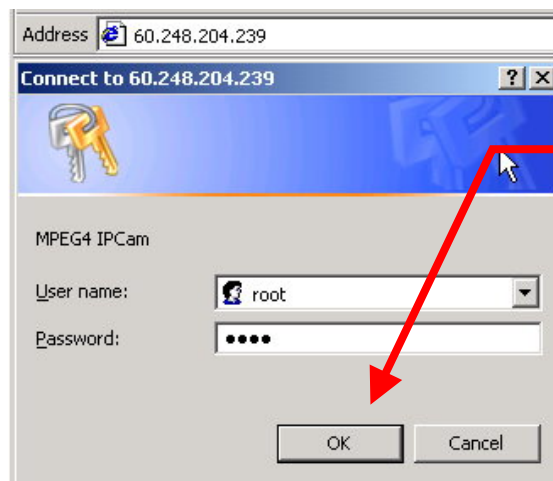 Address 60.248.204.239
Connect to 60.248.204.239
MPEG4 IPCam
User name: root
Password: ••••
OK Cancel